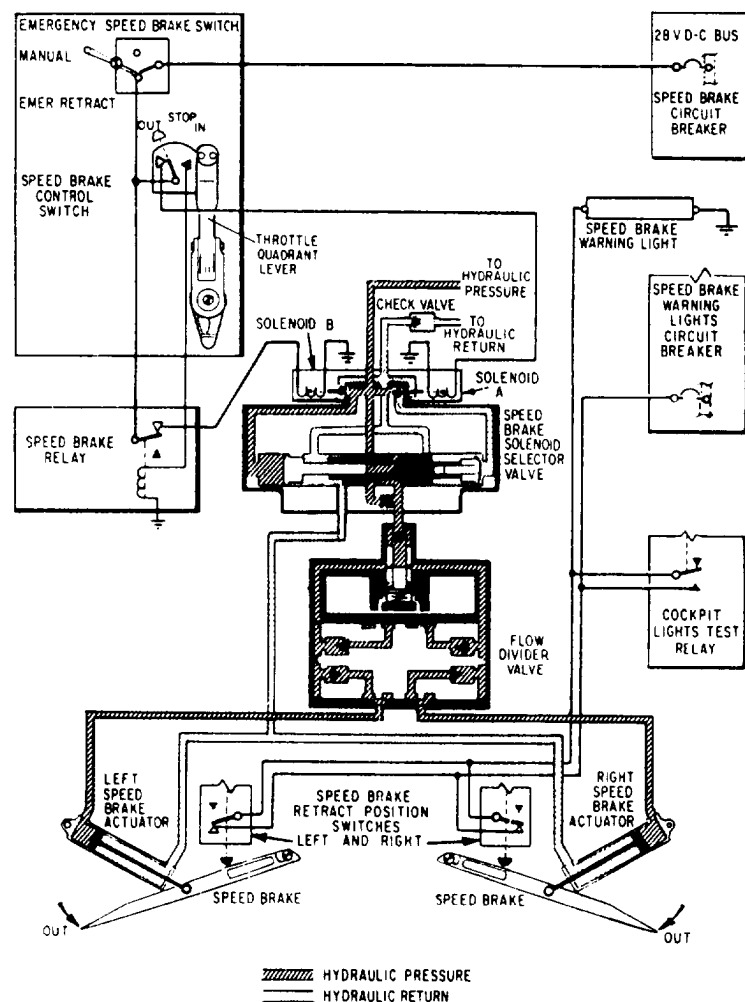 EMERGENCY SPEED BRAKE SWITCH
MANUAL
EMER RETRACT
OUT
STOP
IN
SPEED BRAKE
CONTROL
SWITCH
THROTTLE
QUADRANT
LEVER
28 V D-C BUS
SPEED BRAKE
CIRCUIT
BREAKER
SPEED BRAKE
WARNING LIGHT
TO
HYDRAULIC
PRESSURE
CHECK VALVE
TO
HYDRAULIC
RETURN
SOLENOID B
SOLENOID
A
SPEED BRAKE
WARNING
LIGHTS
CIRCUIT
BREAKER
SPEED BRAKE
RELAY
SPEED
BRAKE
SOLENOID
SELECTOR
VALVE
FLOW
DIVIDER
VALVE
COCKPIT
LIGHTS TEST
RELAY
LEFT
SPEED
BRAKE
ACTUATOR
SPEED BRAKE
RETRACT POSITION
SWITCHES
LEFT AND RIGHT
RIGHT
SPEED
BRAKE
ACTUATOR
SPEED BRAKE
SPEED BRAKE
OUT
OUT
HYDRAULIC PRESSURE
HYDRAULIC RETURN